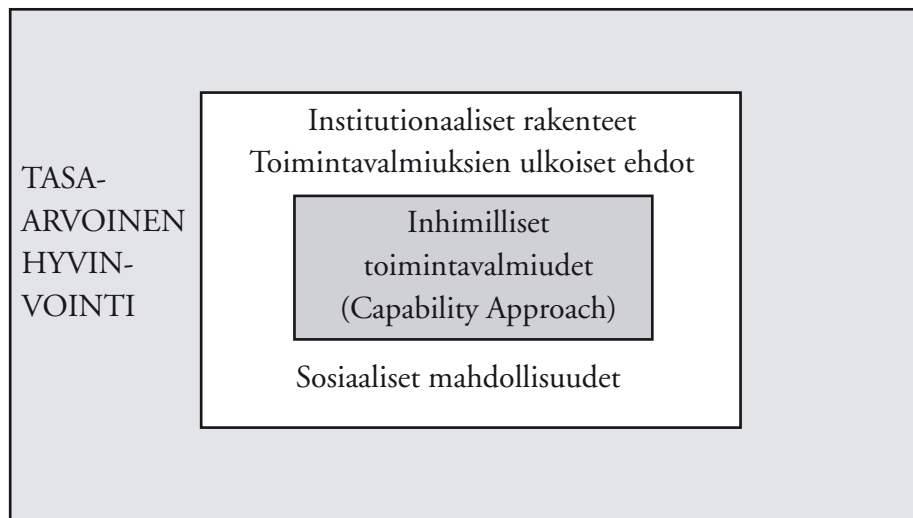 TASA-
ARVOINEN
HYVIN-
VOINTI
Institutionaaliset rakenteet
Toimintavalmiuksien ulkoiset ehdot
Inhimilliset
toimintavalmiudet
(Capability Approach)
Sosiaaliset mahdollisuudet